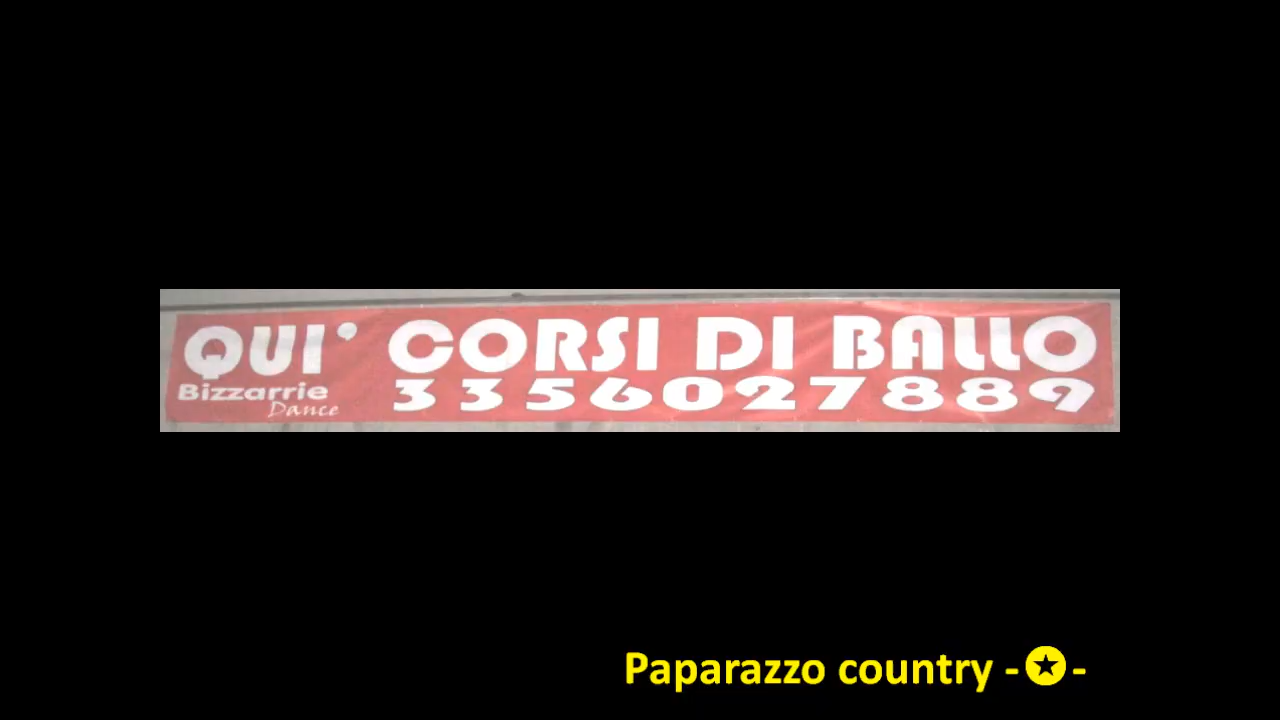 QUI' CORSI DI BALLO
Bizzarrie 3356027889
Dance
Paparazzo country -✪-